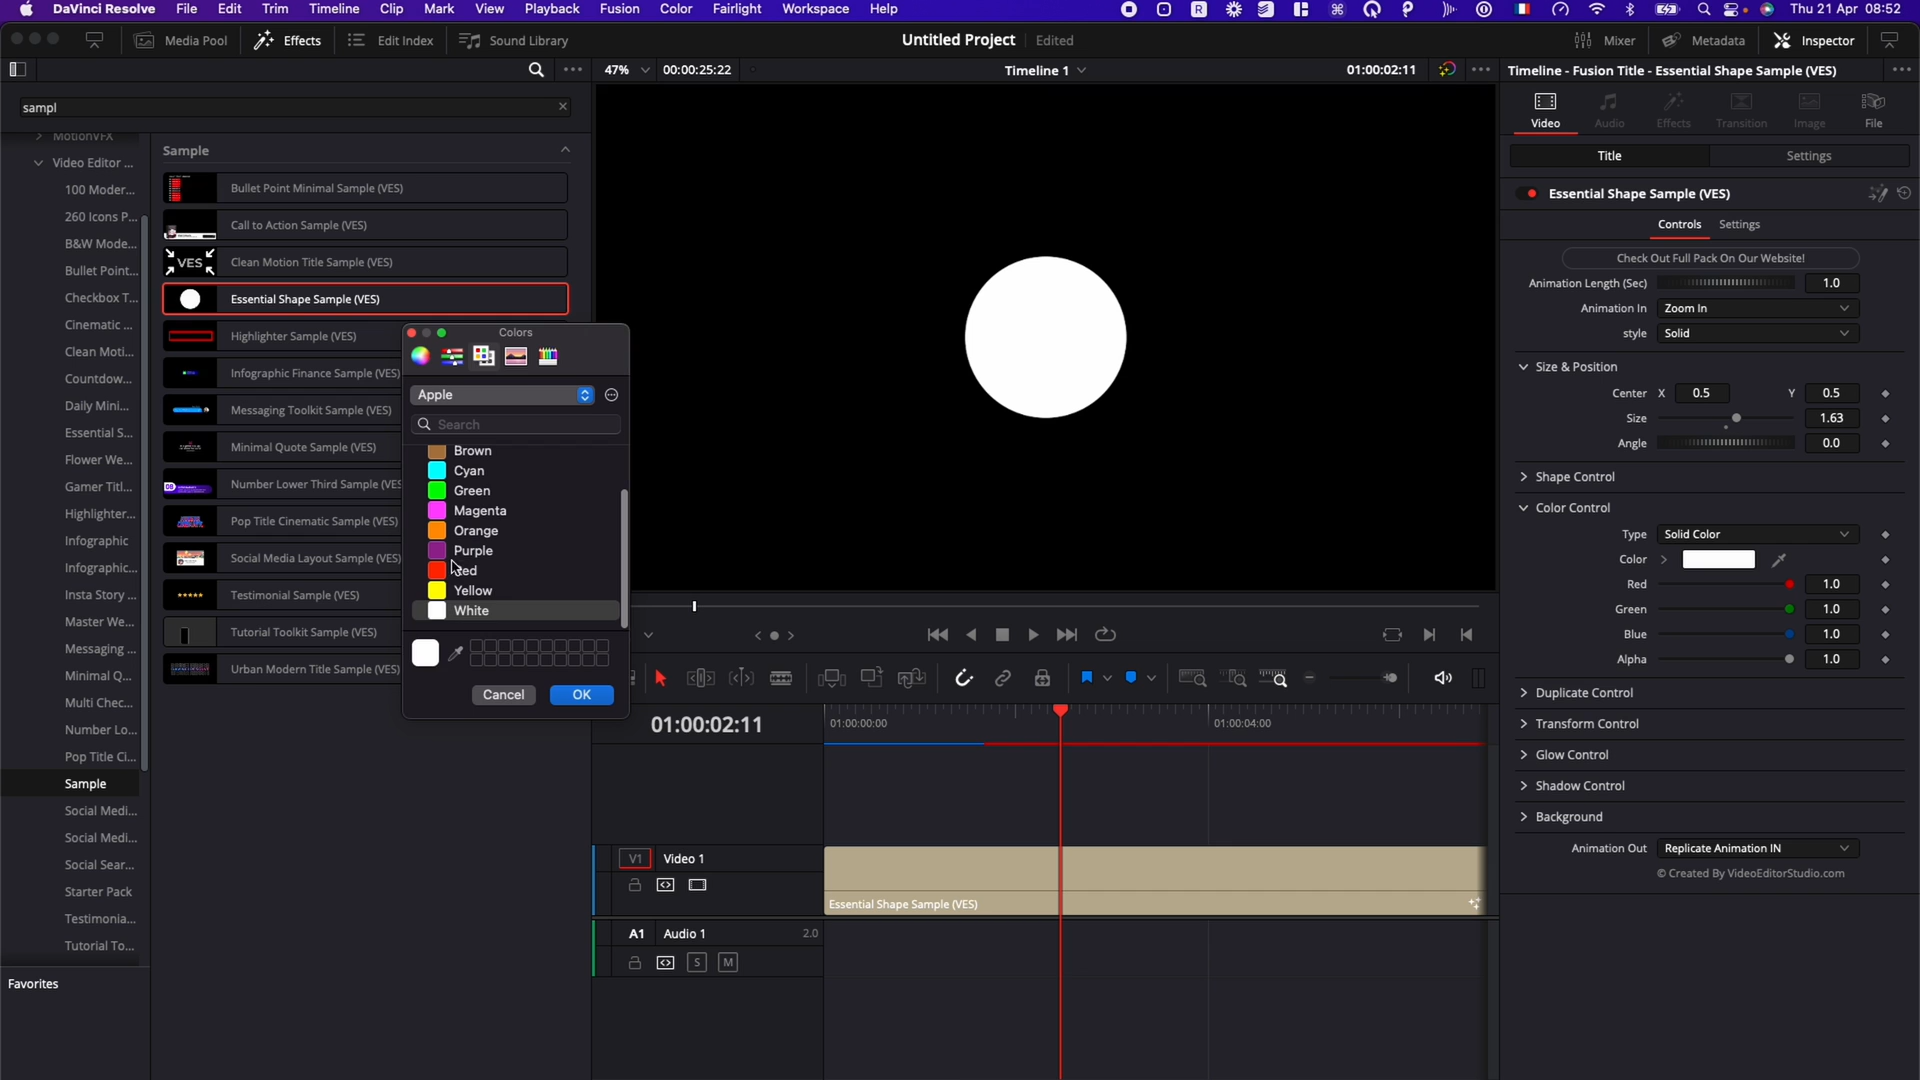 DaVinci Resolve File Edit Trim Timeline Clip Mark View Playback Fusion Color Fairlight Workspace Help Thu 21 Apr 08:52
Media Pool Effects Edit Index Sound Library Untitled Project Edited Mixer Metadata Inspector
47% 00:00:25:22 Timeline 1 01:00:02:11 Timeline - Fusion Title - Essential Shape Sample (VES)
sampl
Video Audio Effects Transition Image File
MotionVFX
Video Editor ...
100 Moder...
260 Icons P...
B&W Mode...
Bullet Point...
Checkbox T...
Cinematic ...
Clean Moti...
Countdow...
Daily Mini...
Essential S...
Flower We...
Gamer Titl...
Highlighter...
Infographic
Infographic...
Insta Story ...
Master We...
Messaging ...
Minimal Q...
Multi Chec...
Number Lo...
Pop Title Ci...
Sample
Social Medi...
Social Medi...
Social Sear...
Starter Pack
Testimonia...
Tutorial To...
Favorites
Sample
Bullet Point Minimal Sample (VES)
Call to Action Sample (VES)
VES Clean Motion Title Sample (VES)
Essential Shape Sample (VES)
Highlighter Sample (VES)
Infographic Finance Sample (VES)
Messaging Toolkit Sample (VES)
Minimal Quote Sample (VES)
Number Lower Third Sample (VES
Pop Title Cinematic Sample (VES)
Social Media Layout Sample (VES)
Testimonial Sample (VES)
Tutorial Toolkit Sample (VES)
Urban Modern Title Sample (VES)
Colors
Apple
Search
Brown
Cyan
Green
Magenta
Orange
Purple
Red
Yellow
White
Cancel OK
Title Settings
Essential Shape Sample (VES)
Controls Settings
Check Out Full Pack On Our Website!
Animation Length (Sec) 1.0
Animation In Zoom In
style Solid
Size & Position
Center X 0.5 Y 0.5
Size 1.63
Angle 0.0
Shape Control
Color Control
Type Solid Color
Color
Red 1.0
Green 1.0
Blue 1.0
Alpha 1.0
Duplicate Control
Transform Control
Glow Control
Shadow Control
Background
Animation Out Replicate Animation IN
© Created By VideoEditorStudio.com
01:00:02:11 01:00:00:00 01:00:04:00
V1 Video 1
Essential Shape Sample (VES)
A1 Audio 1 2.0
S M